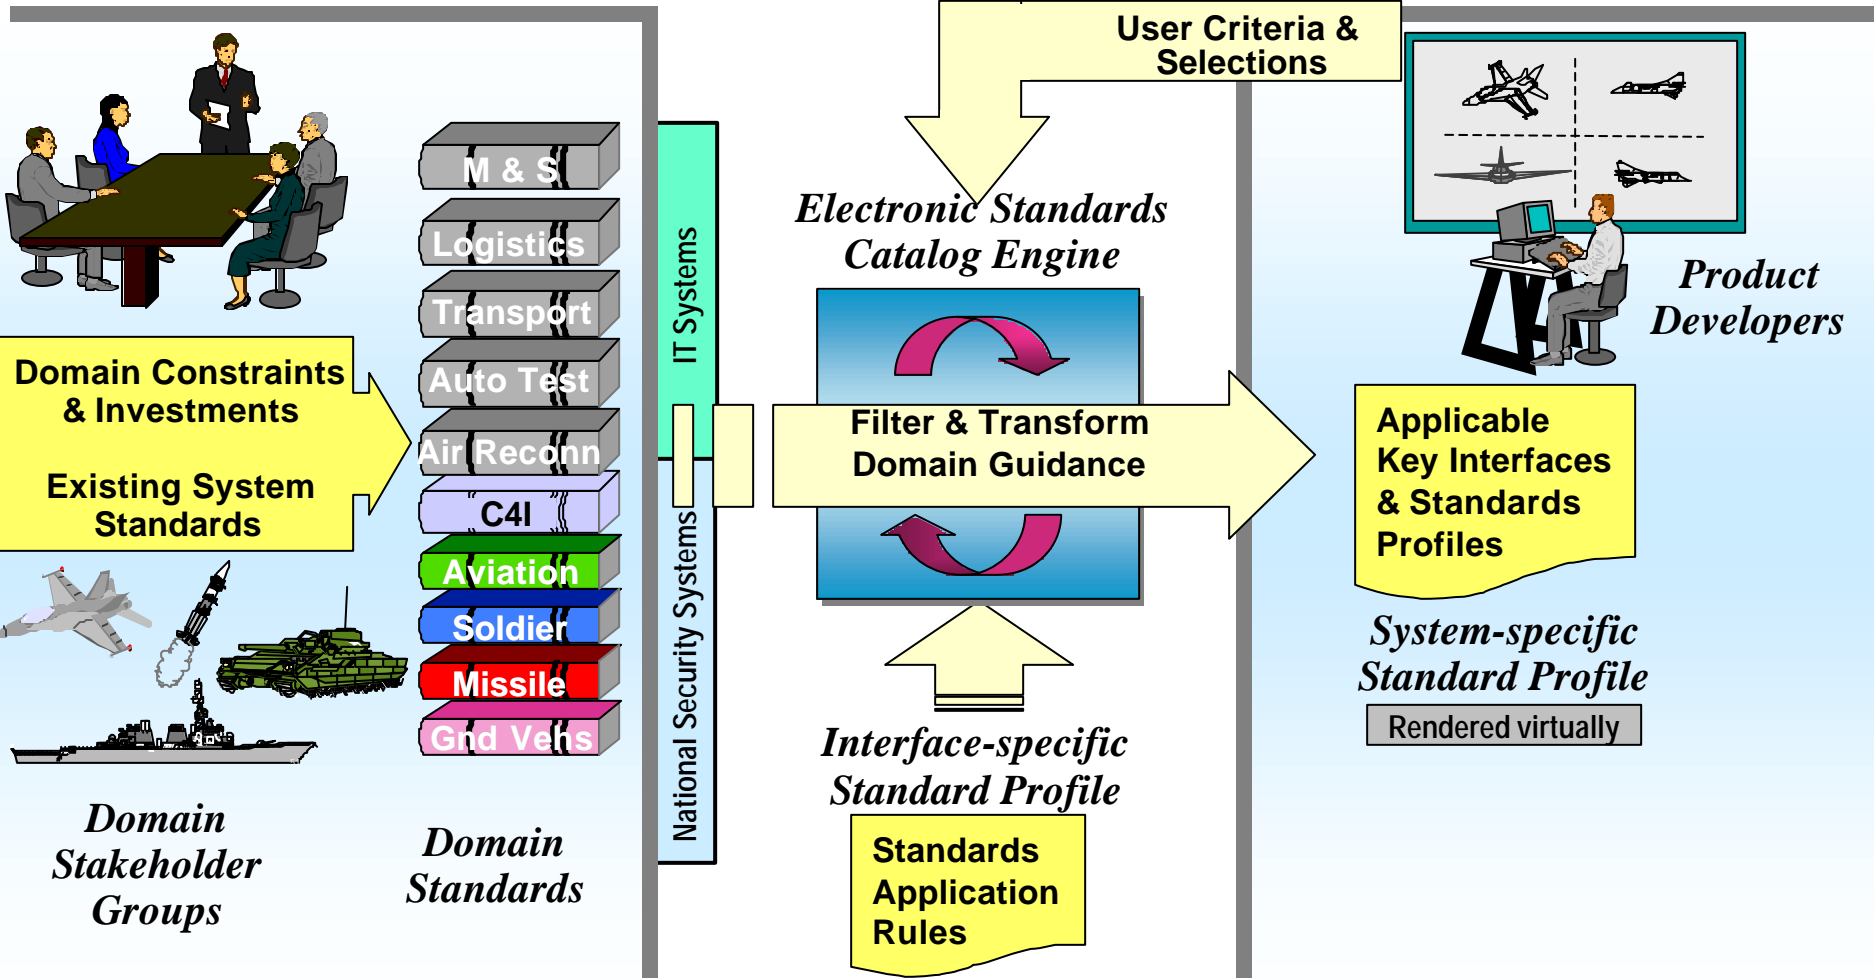 Domain Constraints
& Investments
Existing System
Standards
Domain
Stakeholder
Groups
M & S
Logistics
Transport
Auto Test
Air Reconn
C4I
Aviation
Soldier
Missile
Gnd Vehs
Domain
Standards
IT Systems
National Security Systems
User Criteria &
Selections
Electronic Standards
Catalog Engine
Filter & Transform
Domain Guidance
Interface-specific
Standard Profile
Standards
Application
Rules
Product
Developers
Applicable
Key Interfaces
& Standards
Profiles
System-specific
Standard Profile
Rendered virtually